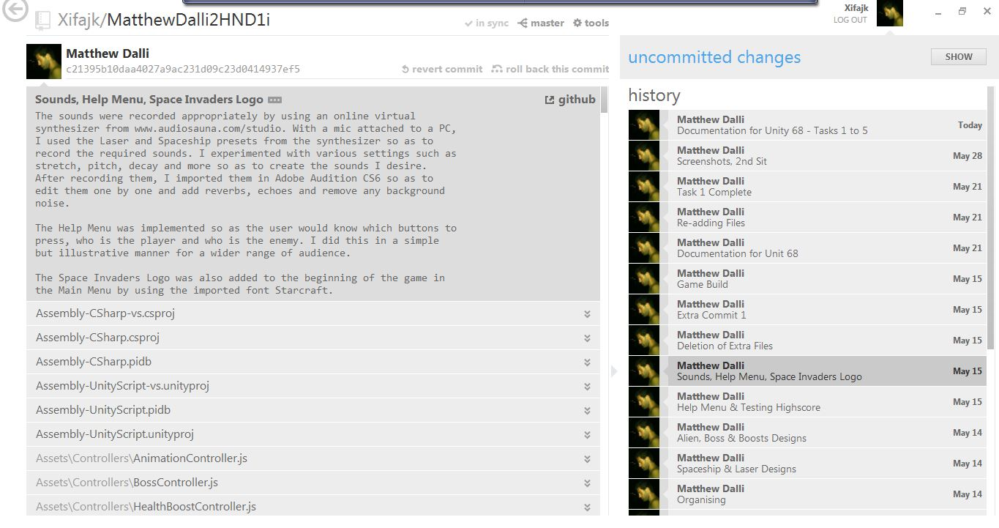 Xifajk/MatthewDalli2HND1i
in sync
master
tools
Xifajk
LOG OUT
Matthew Dalli
c21395b10daa4027a9ac231d09c23d0414937ef5
revert commit
roll back this commit
Sounds, Help Menu, Space Invaders Logo
github
The sounds were recorded appropriately by using an online virtual
synthesizer from www.audiosauna.com/studio. With a mic attached to a PC,
I used the Laser and Spaceship presets from the synthesizer so as to
record the required sounds. I experimented with various settings such as
stretch, pitch, decay and more so as to create the sounds I desire.
After recording them, I imported them in Adobe Audition CS6 so as to
edit them one by one and add reverbs, echoes and remove any background
noise.
The Help Menu was implemented so as the user would know which buttons to
press, who is the player and who is the enemy. I did this in a simple
but illustrative manner for a wider range of audience.
The Space Invaders Logo was also added to the beginning of the game in
the Main Menu by using the imported font Starcraft.
Assembly-CSharp-vs.csproj
Assembly-CSharp.csproj
Assembly-CSharp.pidb
Assembly-UnityScript-vs.unityproj
Assembly-UnityScript.pidb
Assembly-UnityScript.unityproj
Assets\Controllers\AnimationController.js
Assets\Controllers\BossController.js
Assets\Controllers\HealthBoostController.js
uncommitted changes
SHOW
history
Matthew Dalli
Documentation for Unity 68 - Tasks 1 to 5
Today
Matthew Dalli
Screenshots, 2nd Sit
May 28
Matthew Dalli
Task 1 Complete
May 21
Matthew Dalli
Re-adding Files
May 21
Matthew Dalli
Documentation for Unit 68
May 21
Matthew Dalli
Game Build
May 15
Matthew Dalli
Extra Commit 1
May 15
Matthew Dalli
Deletion of Extra Files
May 15
Matthew Dalli
Sounds, Help Menu, Space Invaders Logo
May 15
Matthew Dalli
Help Menu & Testing Highscore
May 15
Matthew Dalli
Alien, Boss & Boosts Designs
May 14
Matthew Dalli
Spaceship & Laser Designs
May 14
Matthew Dalli
Organising
May 14